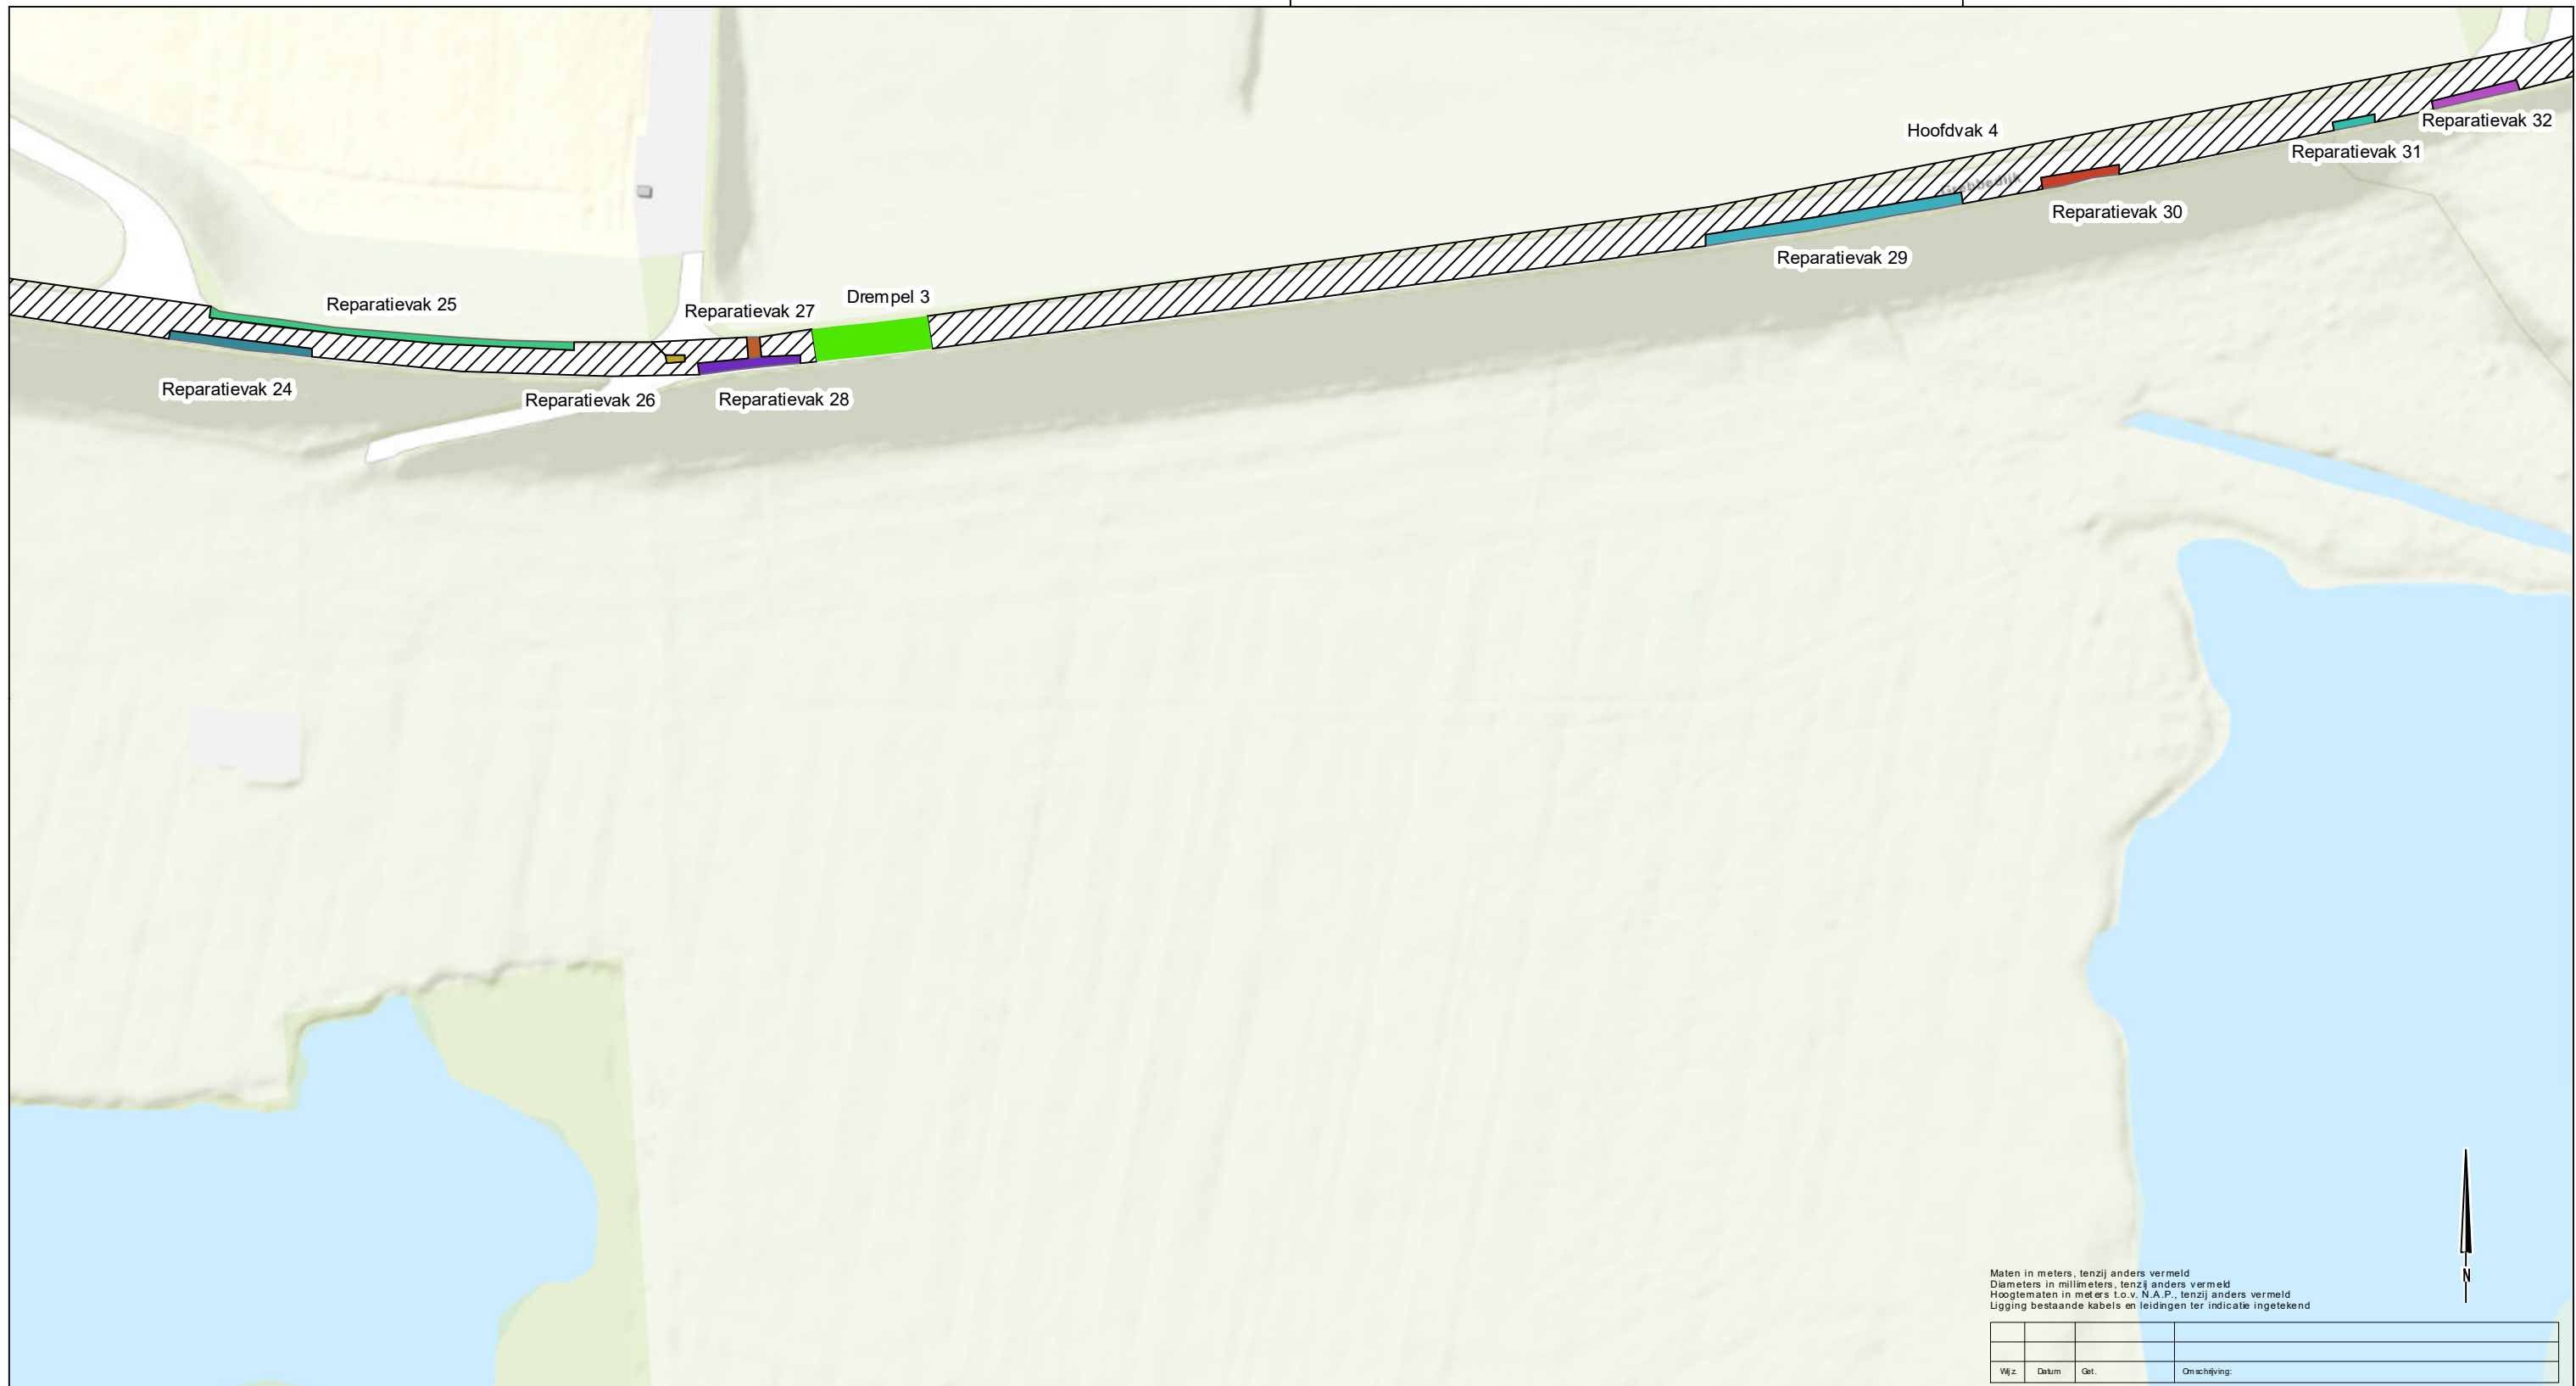 Hoofdvak 4
Reparatievak 32
Reparatievak 31
Grebbedijk
Reparatievak 30
Reparatievak 29
Drempel 3
Reparatievak 25
Reparatievak 27
Reparatievak 24
Reparatievak 26
Reparatievak 28
N
Maten in meters, tenzij anders vermeld
Diameters in millimeters, tenzij anders vermeld
Hoogtematen in meters t.o.v. N.A.P., tenzij anders vermeld
Ligging bestaande kabels en leidingen ter indicatie ingetekend
Wijz. Datum Get. Omschrijving: